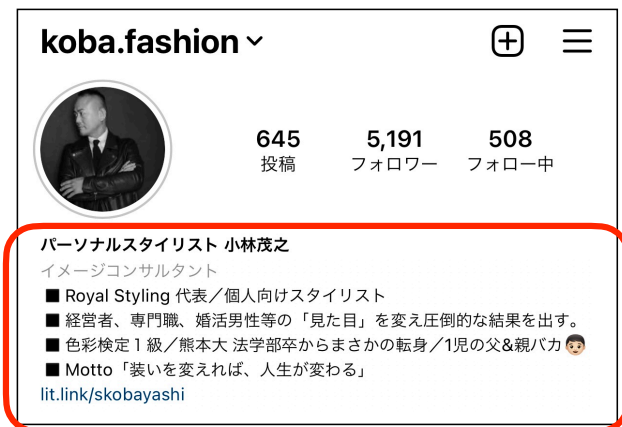 koba.fashion
645 5,191 508
投稿 フォロワー フォロー中
パーソナルスタイリスト 小林茂之
イメージコンサルタント
■ Royal Styling 代表／個人向けスタイリスト
■ 経営者、専門職、婚活男性等の「見た目」を変え圧倒的な結果を出す。
■ 色彩検定１級／熊本大 法学部卒からまさかの転身／1児の父&親バカ👦🏻
■ Motto「装いを変えれば、人生が変わる」
lit.link/skobayashi